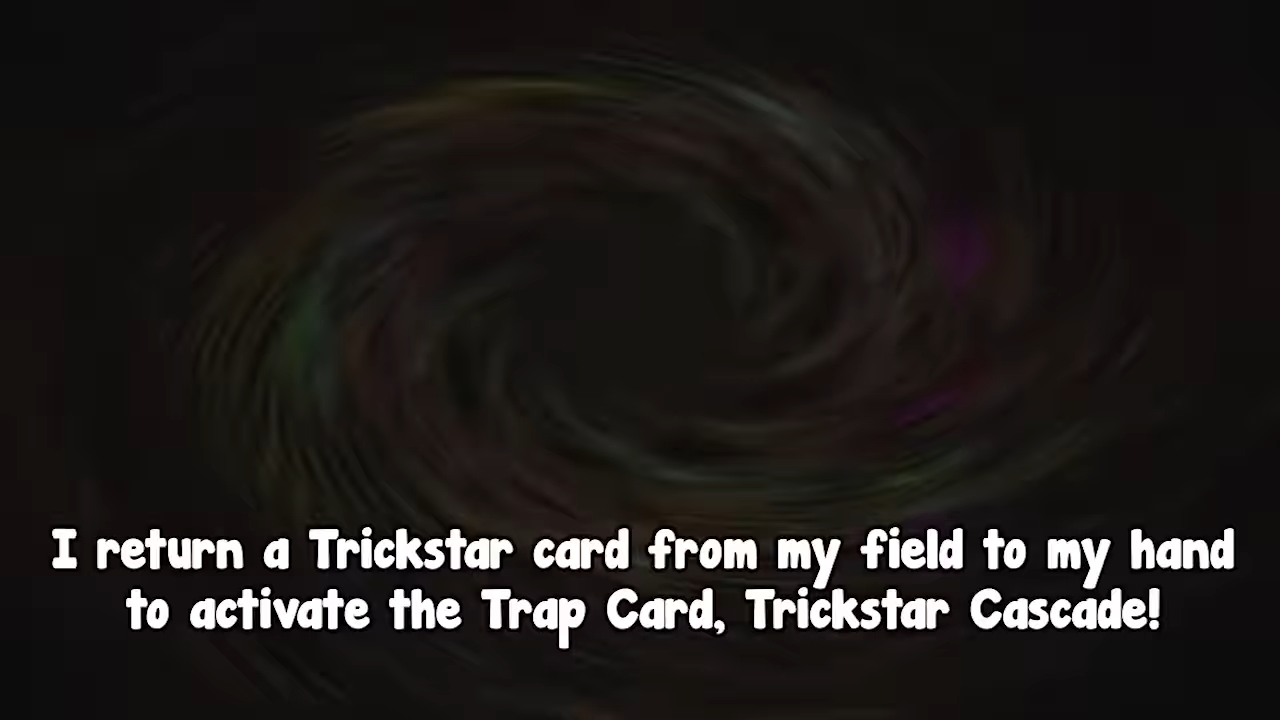 I return a Trickstar card from my field to my hand
to activate the Trap Card, Trickstar Cascade!